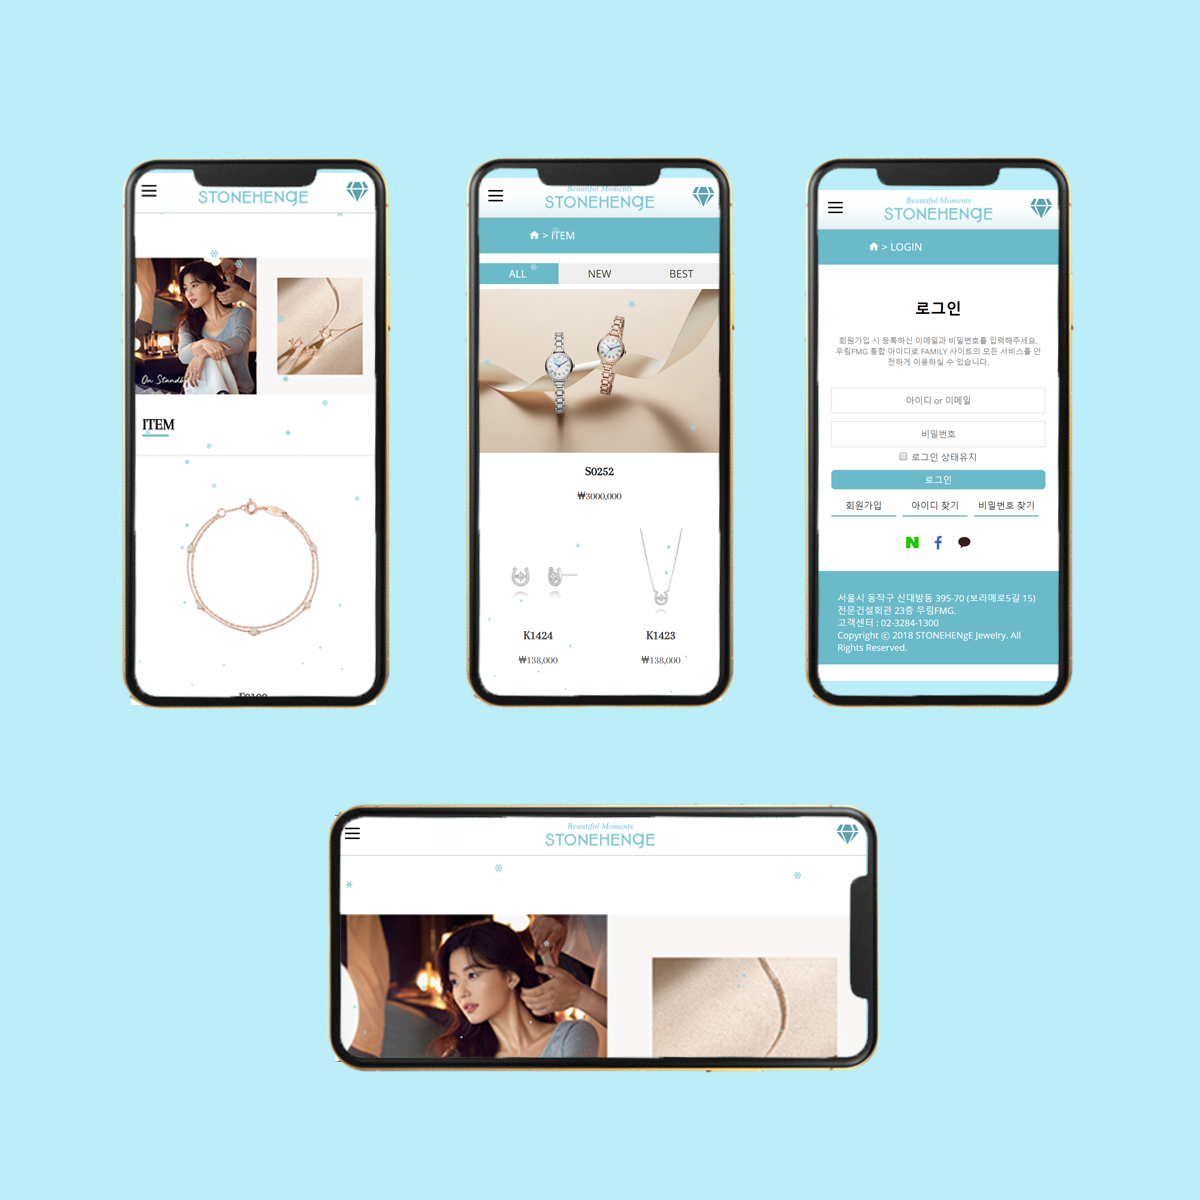 STONEHENgE
On Stand
ITEM
Beautiful Moments
STONEHENgE
> ITEM
ALL NEW BEST
S0252
₩3000,000
K1424 K1423
₩138,000 ₩138,000
Beautiful Moments
STONEHENgE
> LOGIN
로그인
회원가입 시 등록하신 이메일과 비밀번호를 입력해주세요.
우림FMG 통합 아이디로 FAMILY 사이트의 모든 서비스를 안
전하게 이용하실 수 있습니다.
아이디 or 이메일
비밀번호
로그인 상태유지
로그인
회원가입 아이디 찾기 비밀번호 찾기
N f
서울시 동작구 신대방동 395-70 (보라매로5길 15)
전문건설회관 23층 우림FMG.
고객센터 : 02-3284-1300
Copyright ⓒ 2018 STONEHENgE Jewelry. All
Rights Reserved.
Beautiful Moments
STONEHENgE